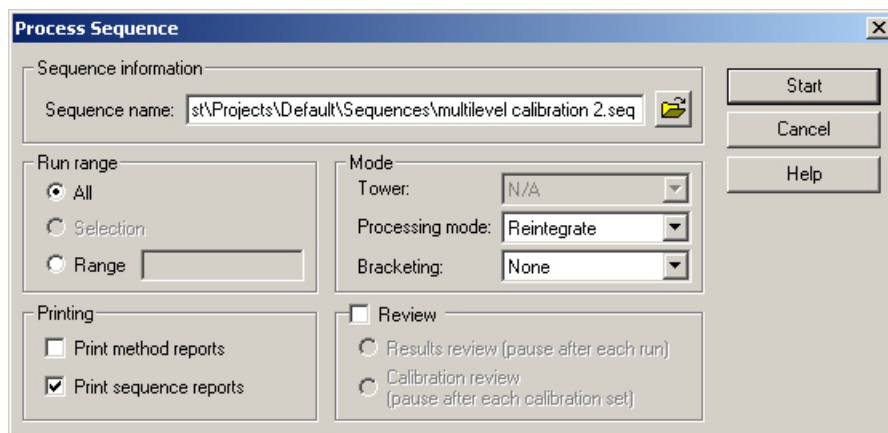 Process Sequence
Sequence information
Sequence name: st\Projects\Default\Sequences\multilevel calibration 2.seq
Start
Cancel
Help
Run range
All
Selection
Range
Mode
Tower: N/A
Processing mode: Reintegrate
Bracketing: None
Printing
Print method reports
Print sequence reports
Review
Results review (pause after each run)
Calibration review
(pause after each calibration set)